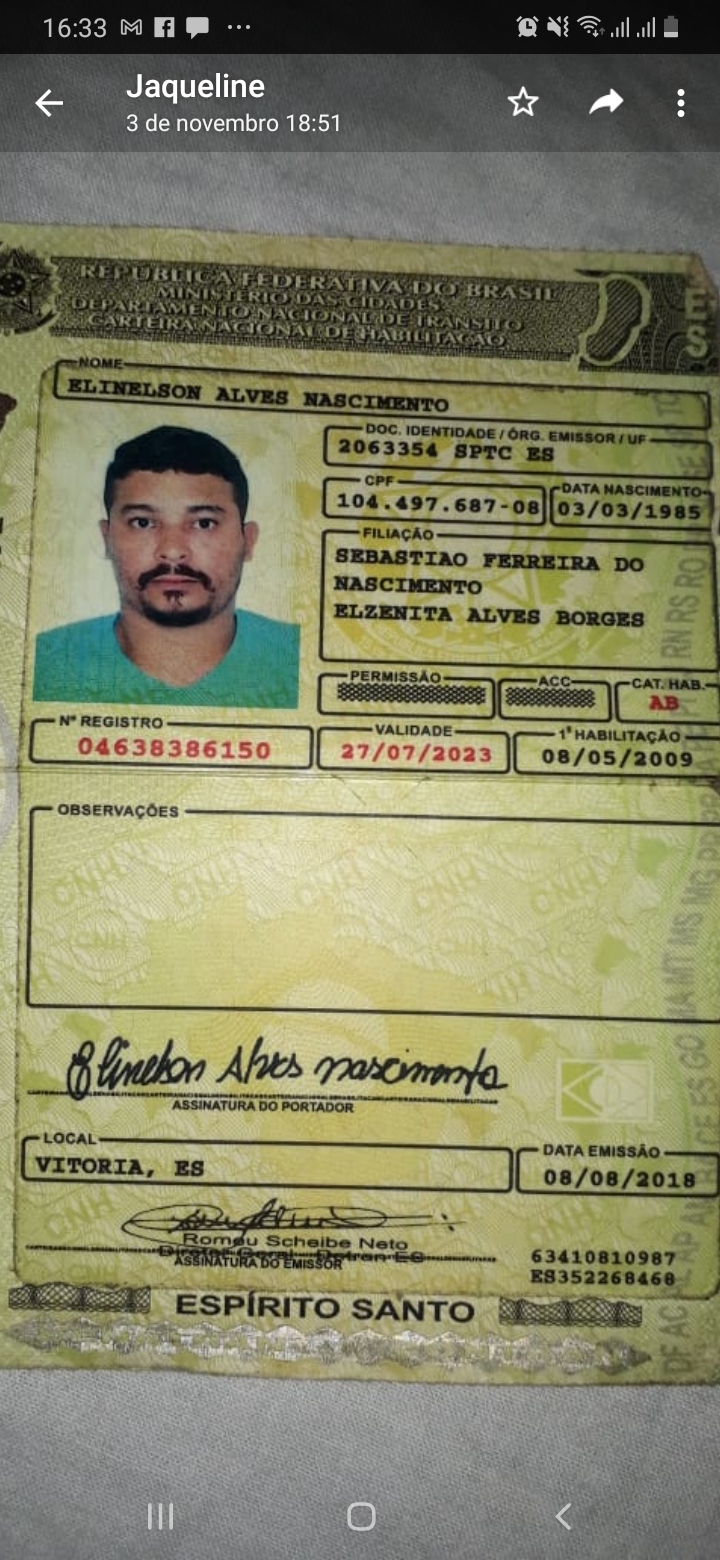 16:33
Jaqueline
3 de novembro 18:51
REPÚBLICA FEDERATIVA DO BRASIL
MINISTÉRIO DAS CIDADES
DEPARTAMENTO NACIONAL DE TRÂNSITO
CARTEIRA NACIONAL DE HABILITAÇÃO
NOME
ELINELSON ALVES NASCIMENTO
DOC. IDENTIDADE / ÓRG. EMISSOR / UF
2063354 SPTC ES
CPF
104.497.687-08
DATA NASCIMENTO
03/03/1985
FILIAÇÃO
SEBASTIAO FERREIRA DO
NASCIMENTO
ELZENITA ALVES BORGES
PERMISSÃO
ACC
CAT. HAB.
AB
Nº REGISTRO
04638386150
VALIDADE
27/07/2023
1ª HABILITAÇÃO
08/05/2009
OBSERVAÇÕES
CNH CNH CNH CNH CNH
Elinelson Alves nascimento
ASSINATURA DO PORTADOR
LOCAL
VITORIA, ES
DATA EMISSÃO
08/08/2018
Romeu Scheibe Neto
Diretor Geral - Detran-ES
ASSINATURA DO EMISSOR
63410810987
ES352268468
ESPÍRITO SANTO